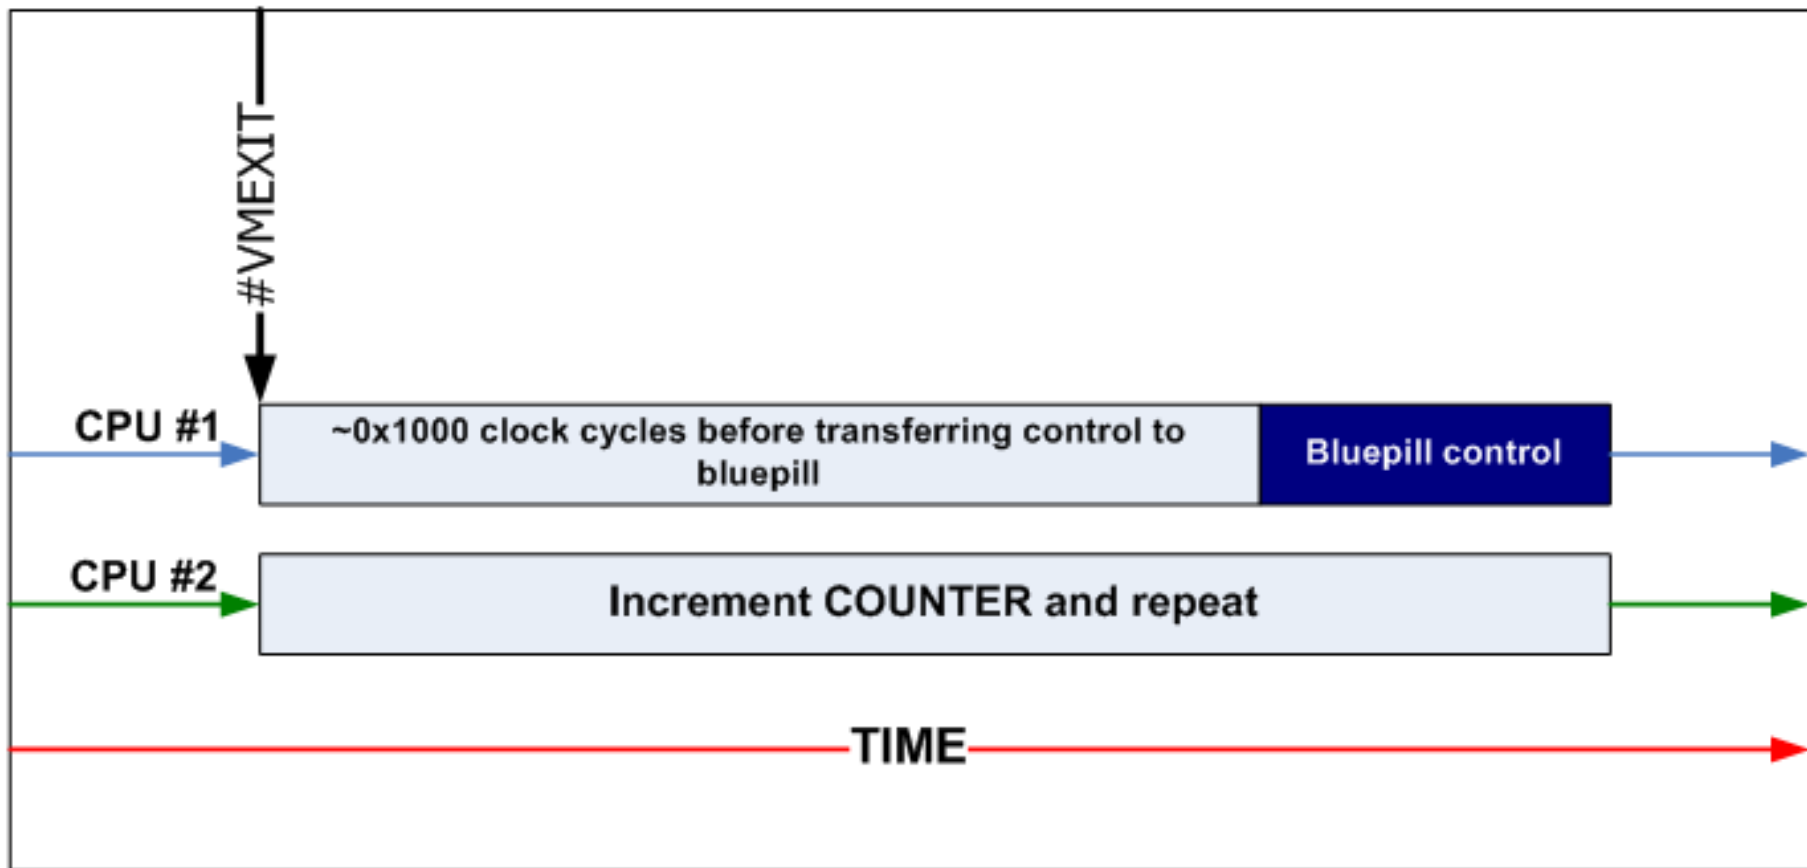 #VMEXIT
CPU #1
~0x1000 clock cycles before transferring control to
bluepill
Bluepill control
CPU #2
Increment COUNTER and repeat
TIME